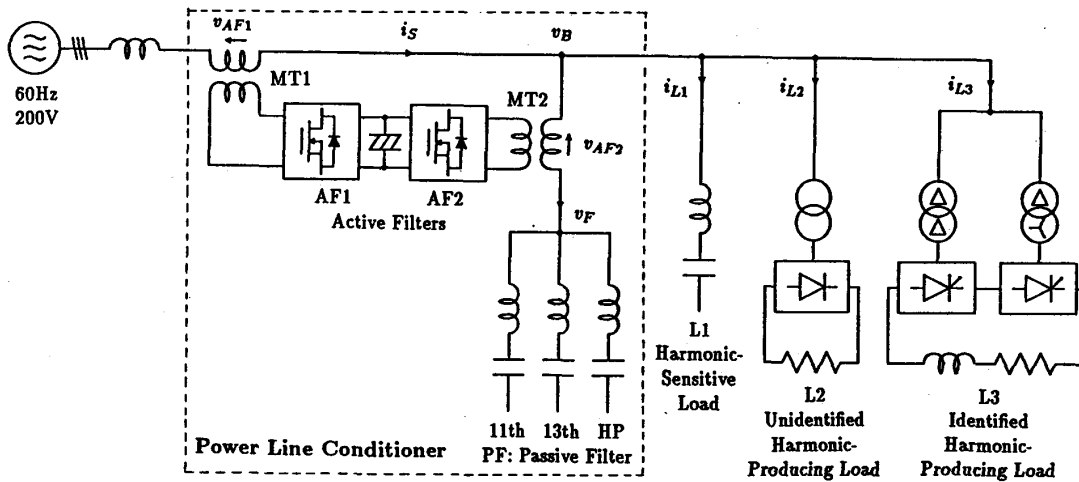 v_AF1
i_S
v_B
MT1
60Hz
200V
MT2
i_L1
i_L2
i_L3
v_AF2
AF1
AF2
Active Filters
v_F
L1
Harmonic-
Sensitive
Load
11th 13th HP
PF: Passive Filter
Power Line Conditioner
L2
Unidentified
Harmonic-
Producing Load
L3
Identified
Harmonic-
Producing Load